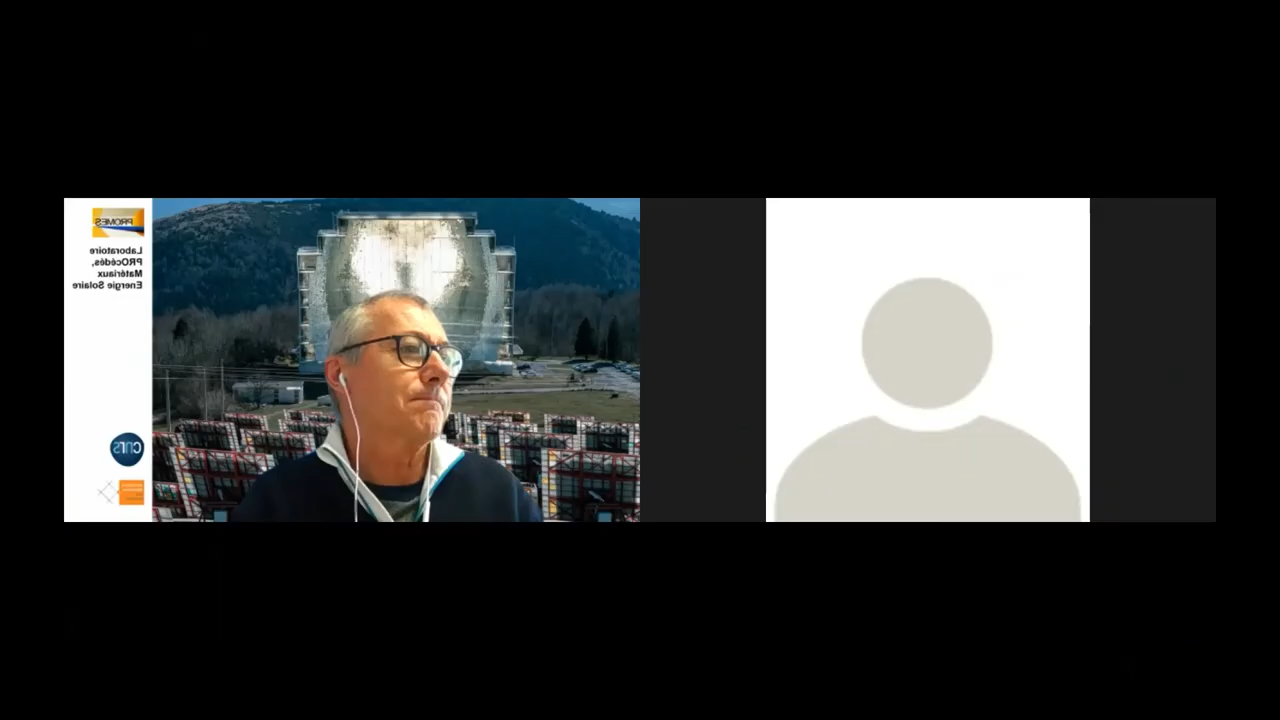 PROMES
Laboratoire
PROcédés,
Matériaux
Energie Solaire
cnrs